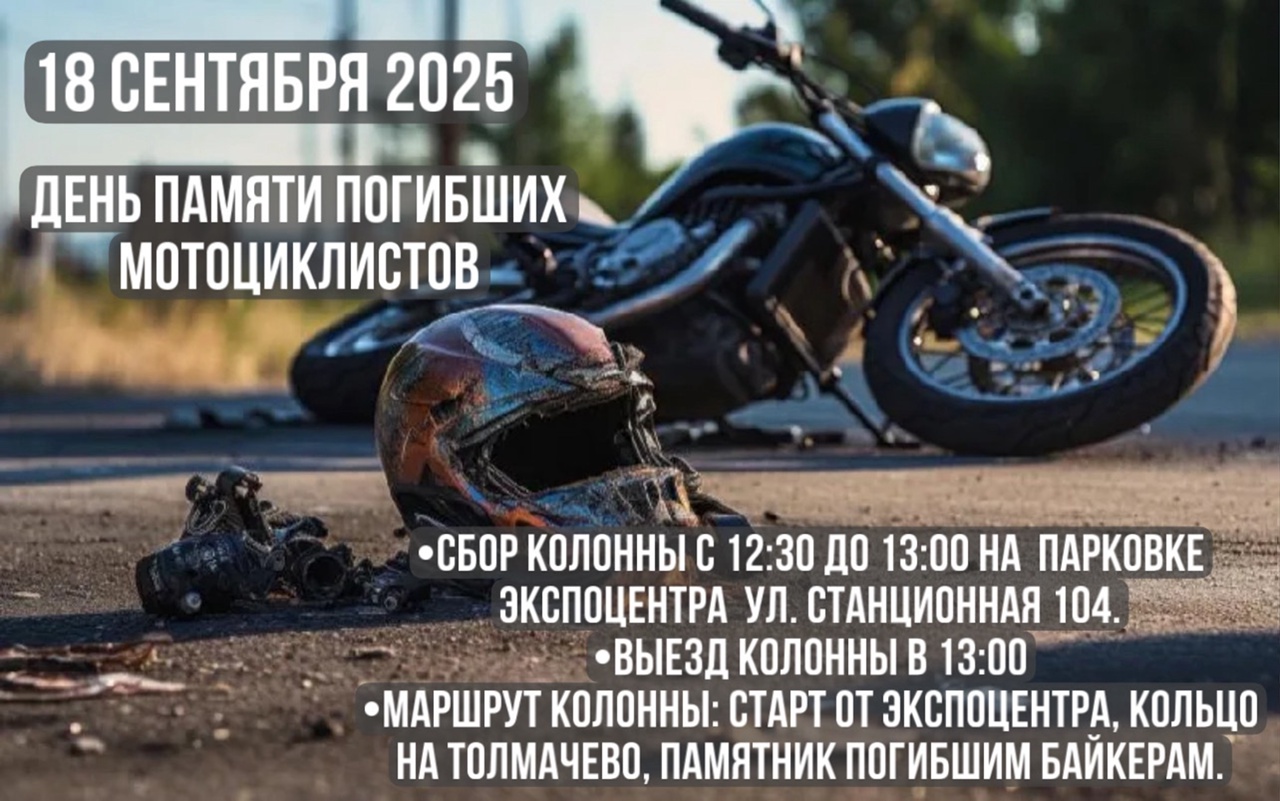 18 СЕНТЯБРЯ 2025
ДЕНЬ ПАМЯТИ ПОГИБШИХ
МОТОЦИКЛИСТОВ
•СБОР КОЛОННЫ С 12:30 ДО 13:00 НА ПАРКОВКЕ
ЭКСПОЦЕНТРА УЛ. СТАНЦИОННАЯ 104.
•ВЫЕЗД КОЛОННЫ В 13:00
•МАРШРУТ КОЛОННЫ: СТАРТ ОТ ЭКСПОЦЕНТРА, КОЛЬЦО
НА ТОЛМАЧЕВО, ПАМЯТНИК ПОГИБШИМ БАЙКЕРАМ.